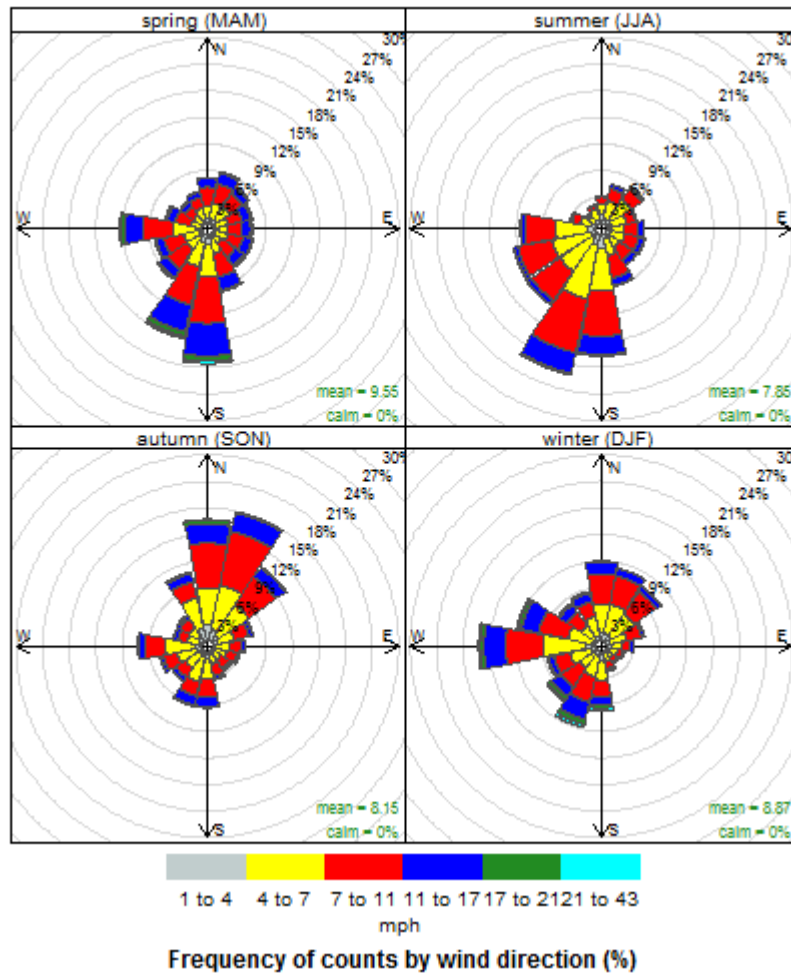 spring (MAM)
summer (JJA)
30%
27%
24%
21%
18%
15%
12%
9%
6%
3%
N
E
S
W
mean = 9.55
calm = 0%
30%
27%
24%
21%
18%
15%
12%
9%
6%
N
E
S
W
mean = 7.85
calm = 0%
autumn (SON)
winter (DJF)
30%
27%
24%
21%
18%
15%
12%
9%
6%
3%
N
E
S
W
mean = 8.15
calm = 0%
30%
27%
24%
21%
18%
15%
12%
9%
6%
3%
N
E
S
W
mean = 8.87
calm = 0%
1 to 4 4 to 7 7 to 11 11 to 17 17 to 21 21 to 43
mph
Frequency of counts by wind direction (%)